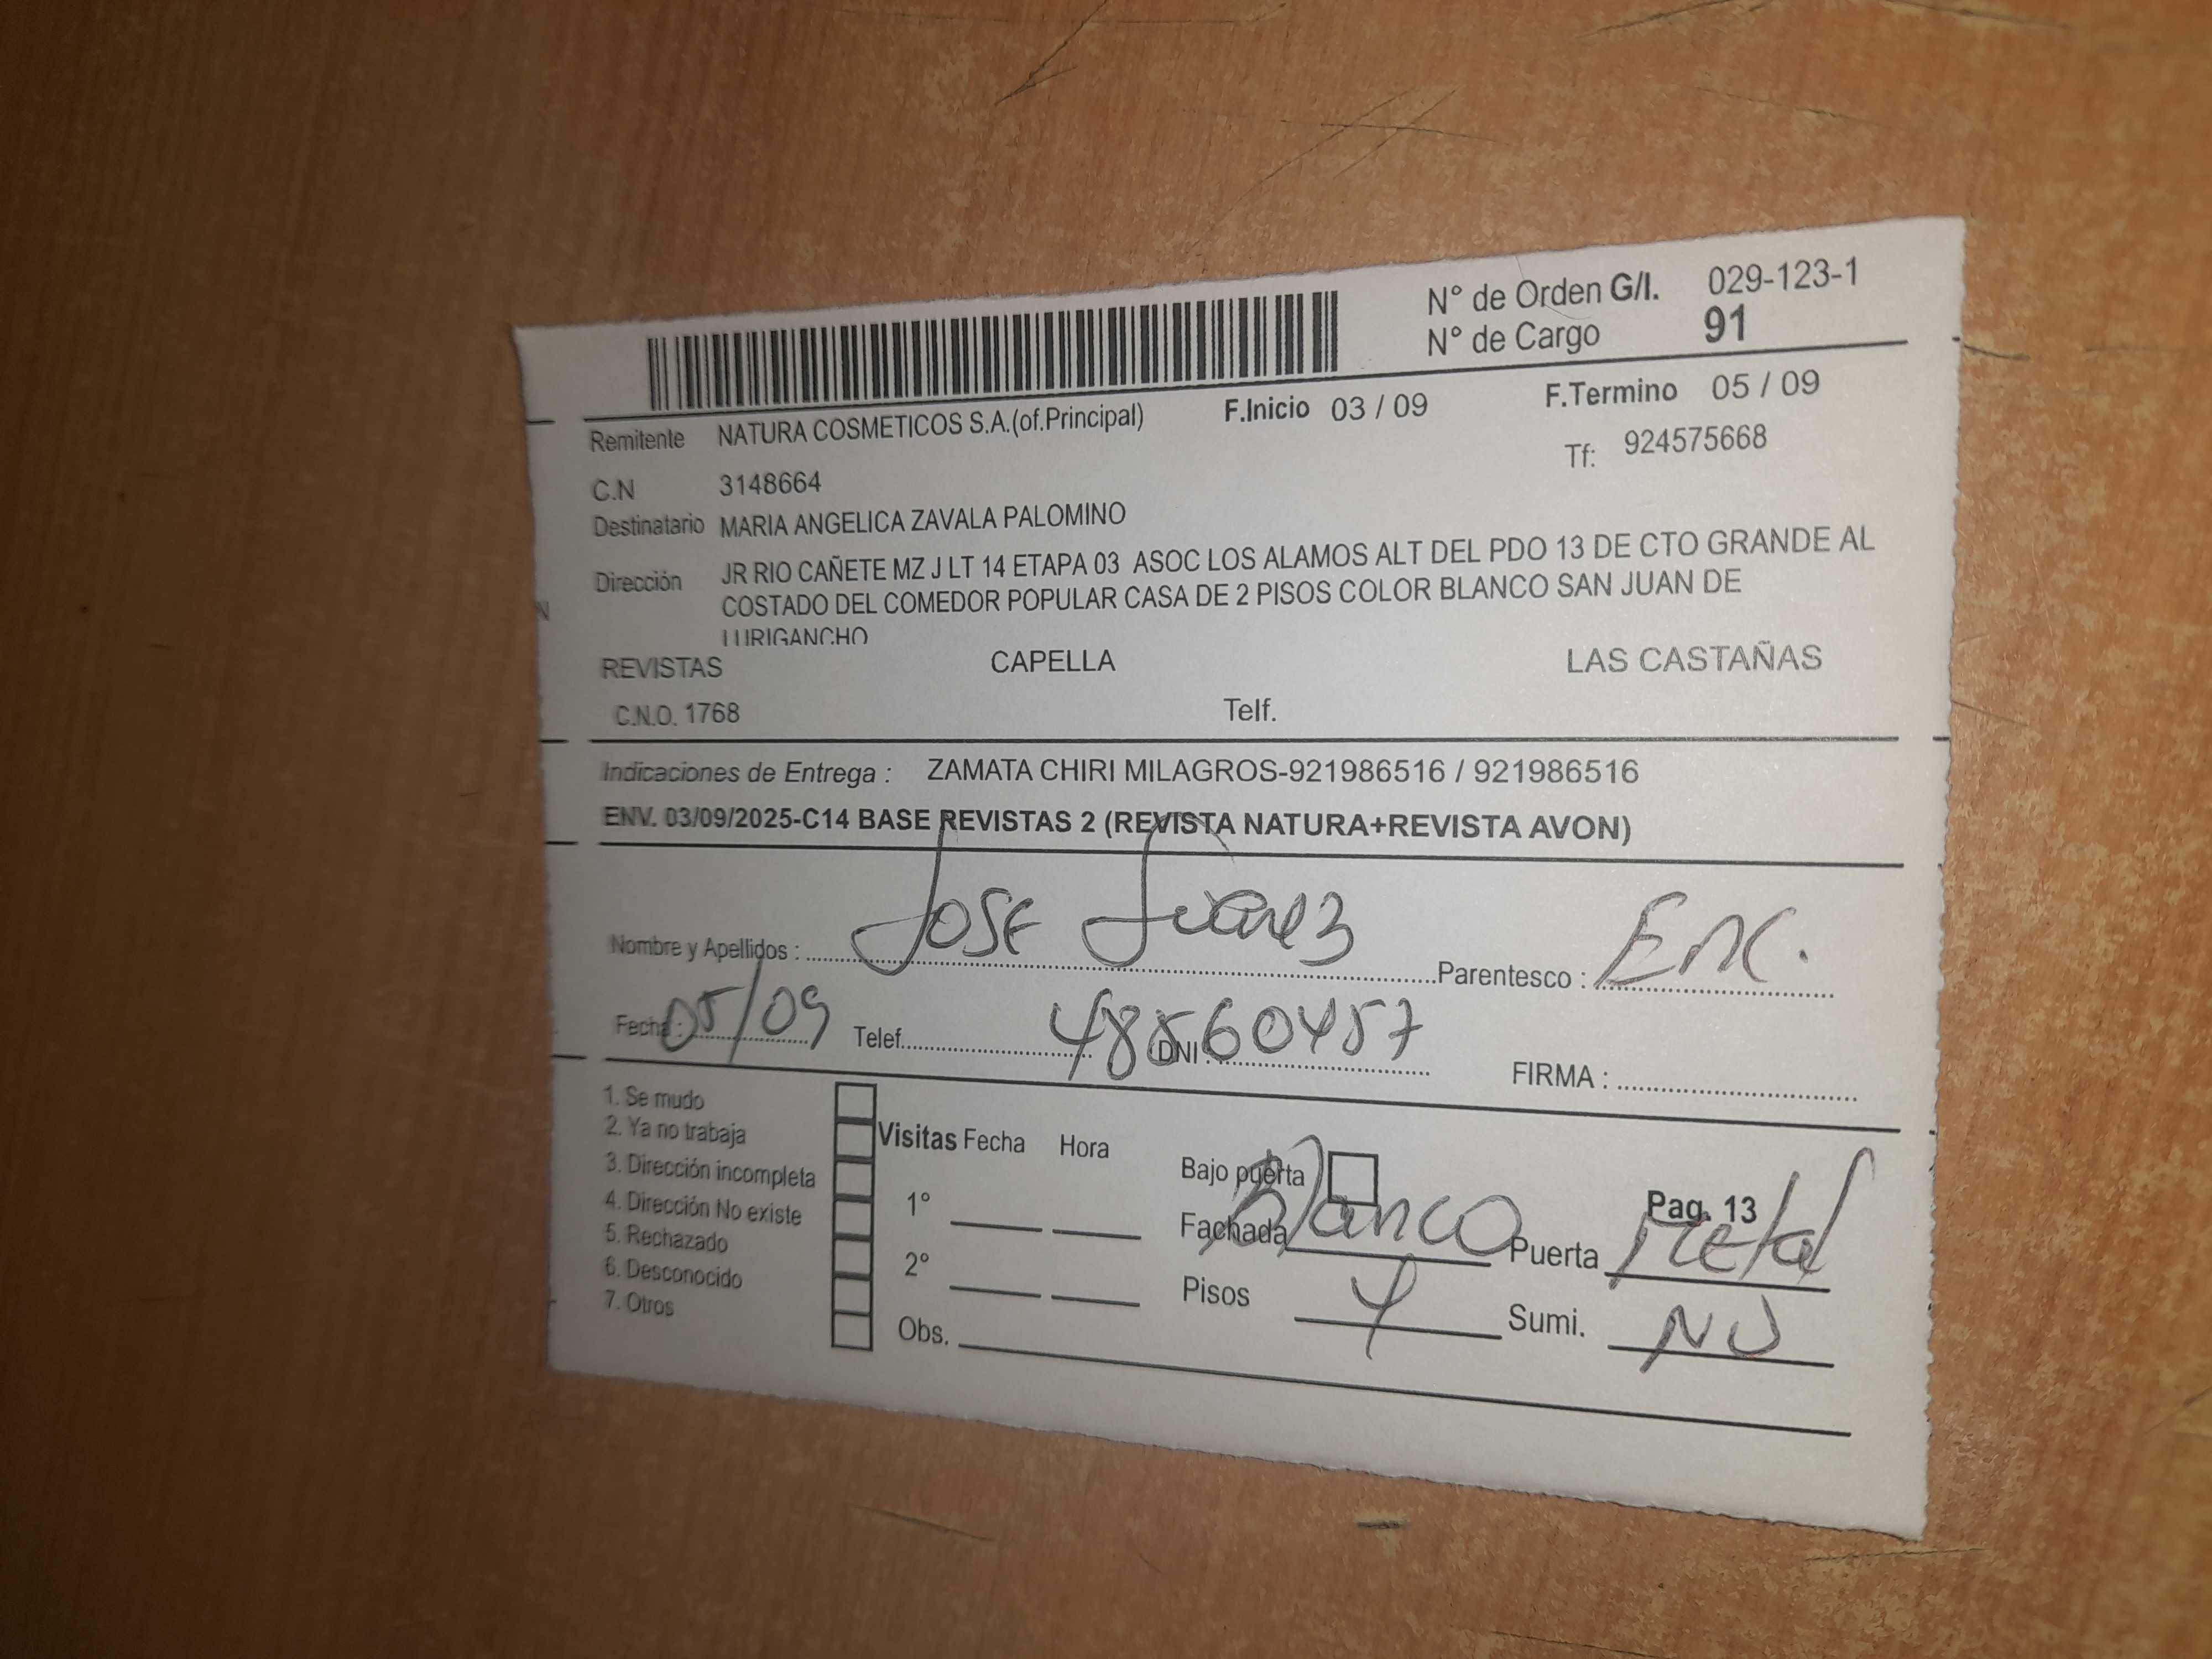 N° de Orden G/I. 029-123-1
N° de Cargo 91
Remitente NATURA COSMETICOS S.A.(of.Principal) F.Inicio 03 / 09 F.Termino 05 / 09
C.N 3148664 Tf: 924575668
Destinatario MARIA ANGELICA ZAVALA PALOMINO
Dirección JR RIO CAÑETE MZ J LT 14 ETAPA 03 ASOC LOS ALAMOS ALT DEL PDO 13 DE CTO GRANDE AL
COSTADO DEL COMEDOR POPULAR CASA DE 2 PISOS COLOR BLANCO SAN JUAN DE
LURIGANCHO
REVISTAS CAPELLA LAS CASTAÑAS
C.N.O. 1768 Telf.
Indicaciones de Entrega : ZAMATA CHIRI MILAGROS-921986516 / 921986516
ENV. 03/09/2025-C14 BASE REVISTAS 2 (REVISTA NATURA+REVISTA AVON)
Nombre y Apellidos : Jose Juarez Parentesco : Enc.
Fecha : 05/09 Telef. DNI : 48860457 FIRMA :
1. Se mudo
2. Ya no trabaja Visitas Fecha Hora
3. Dirección incompleta Bajo puerta
4. Dirección No existe 1° Fachada Blanco Puerta Metal Pag. 13
5. Rechazado
6. Desconocido 2° Pisos 4 Sumi. NO
7. Otros Obs.